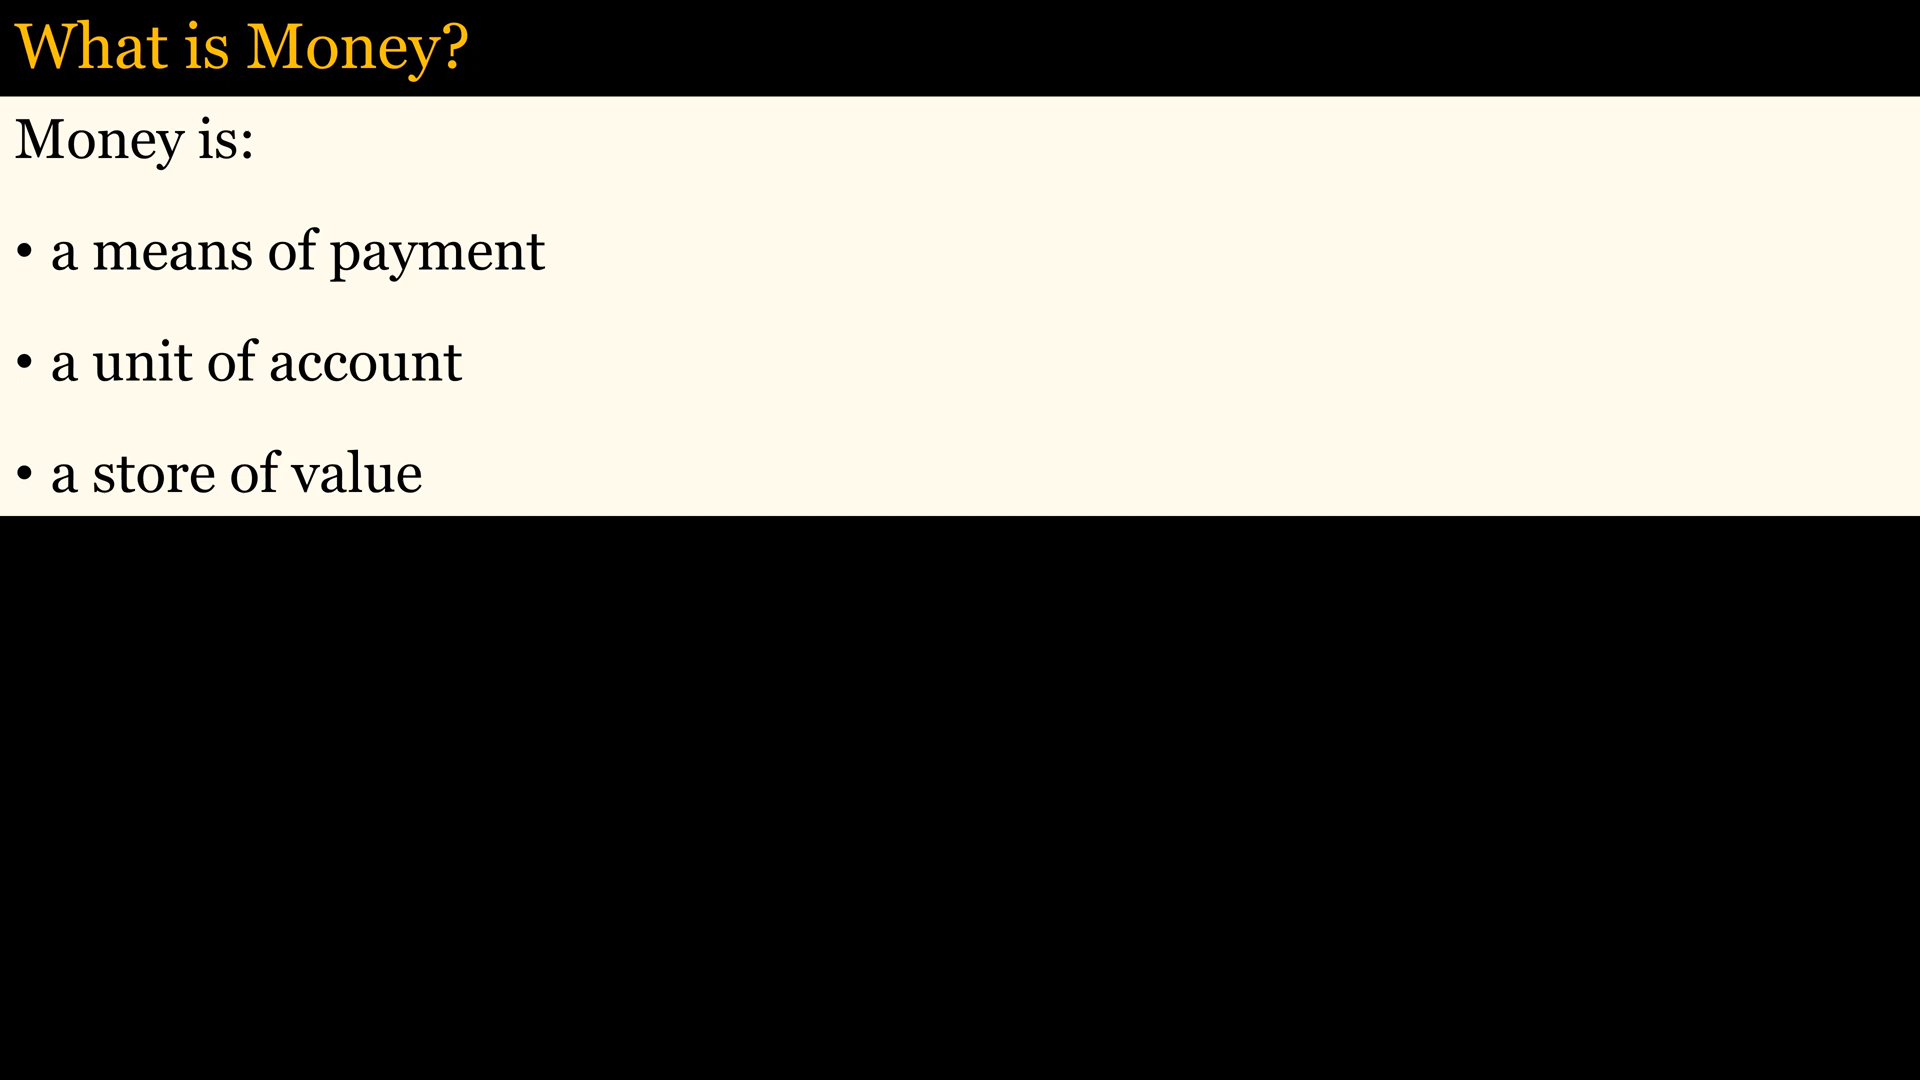 What is Money?
Money is:
• a means of payment
• a unit of account
• a store of value